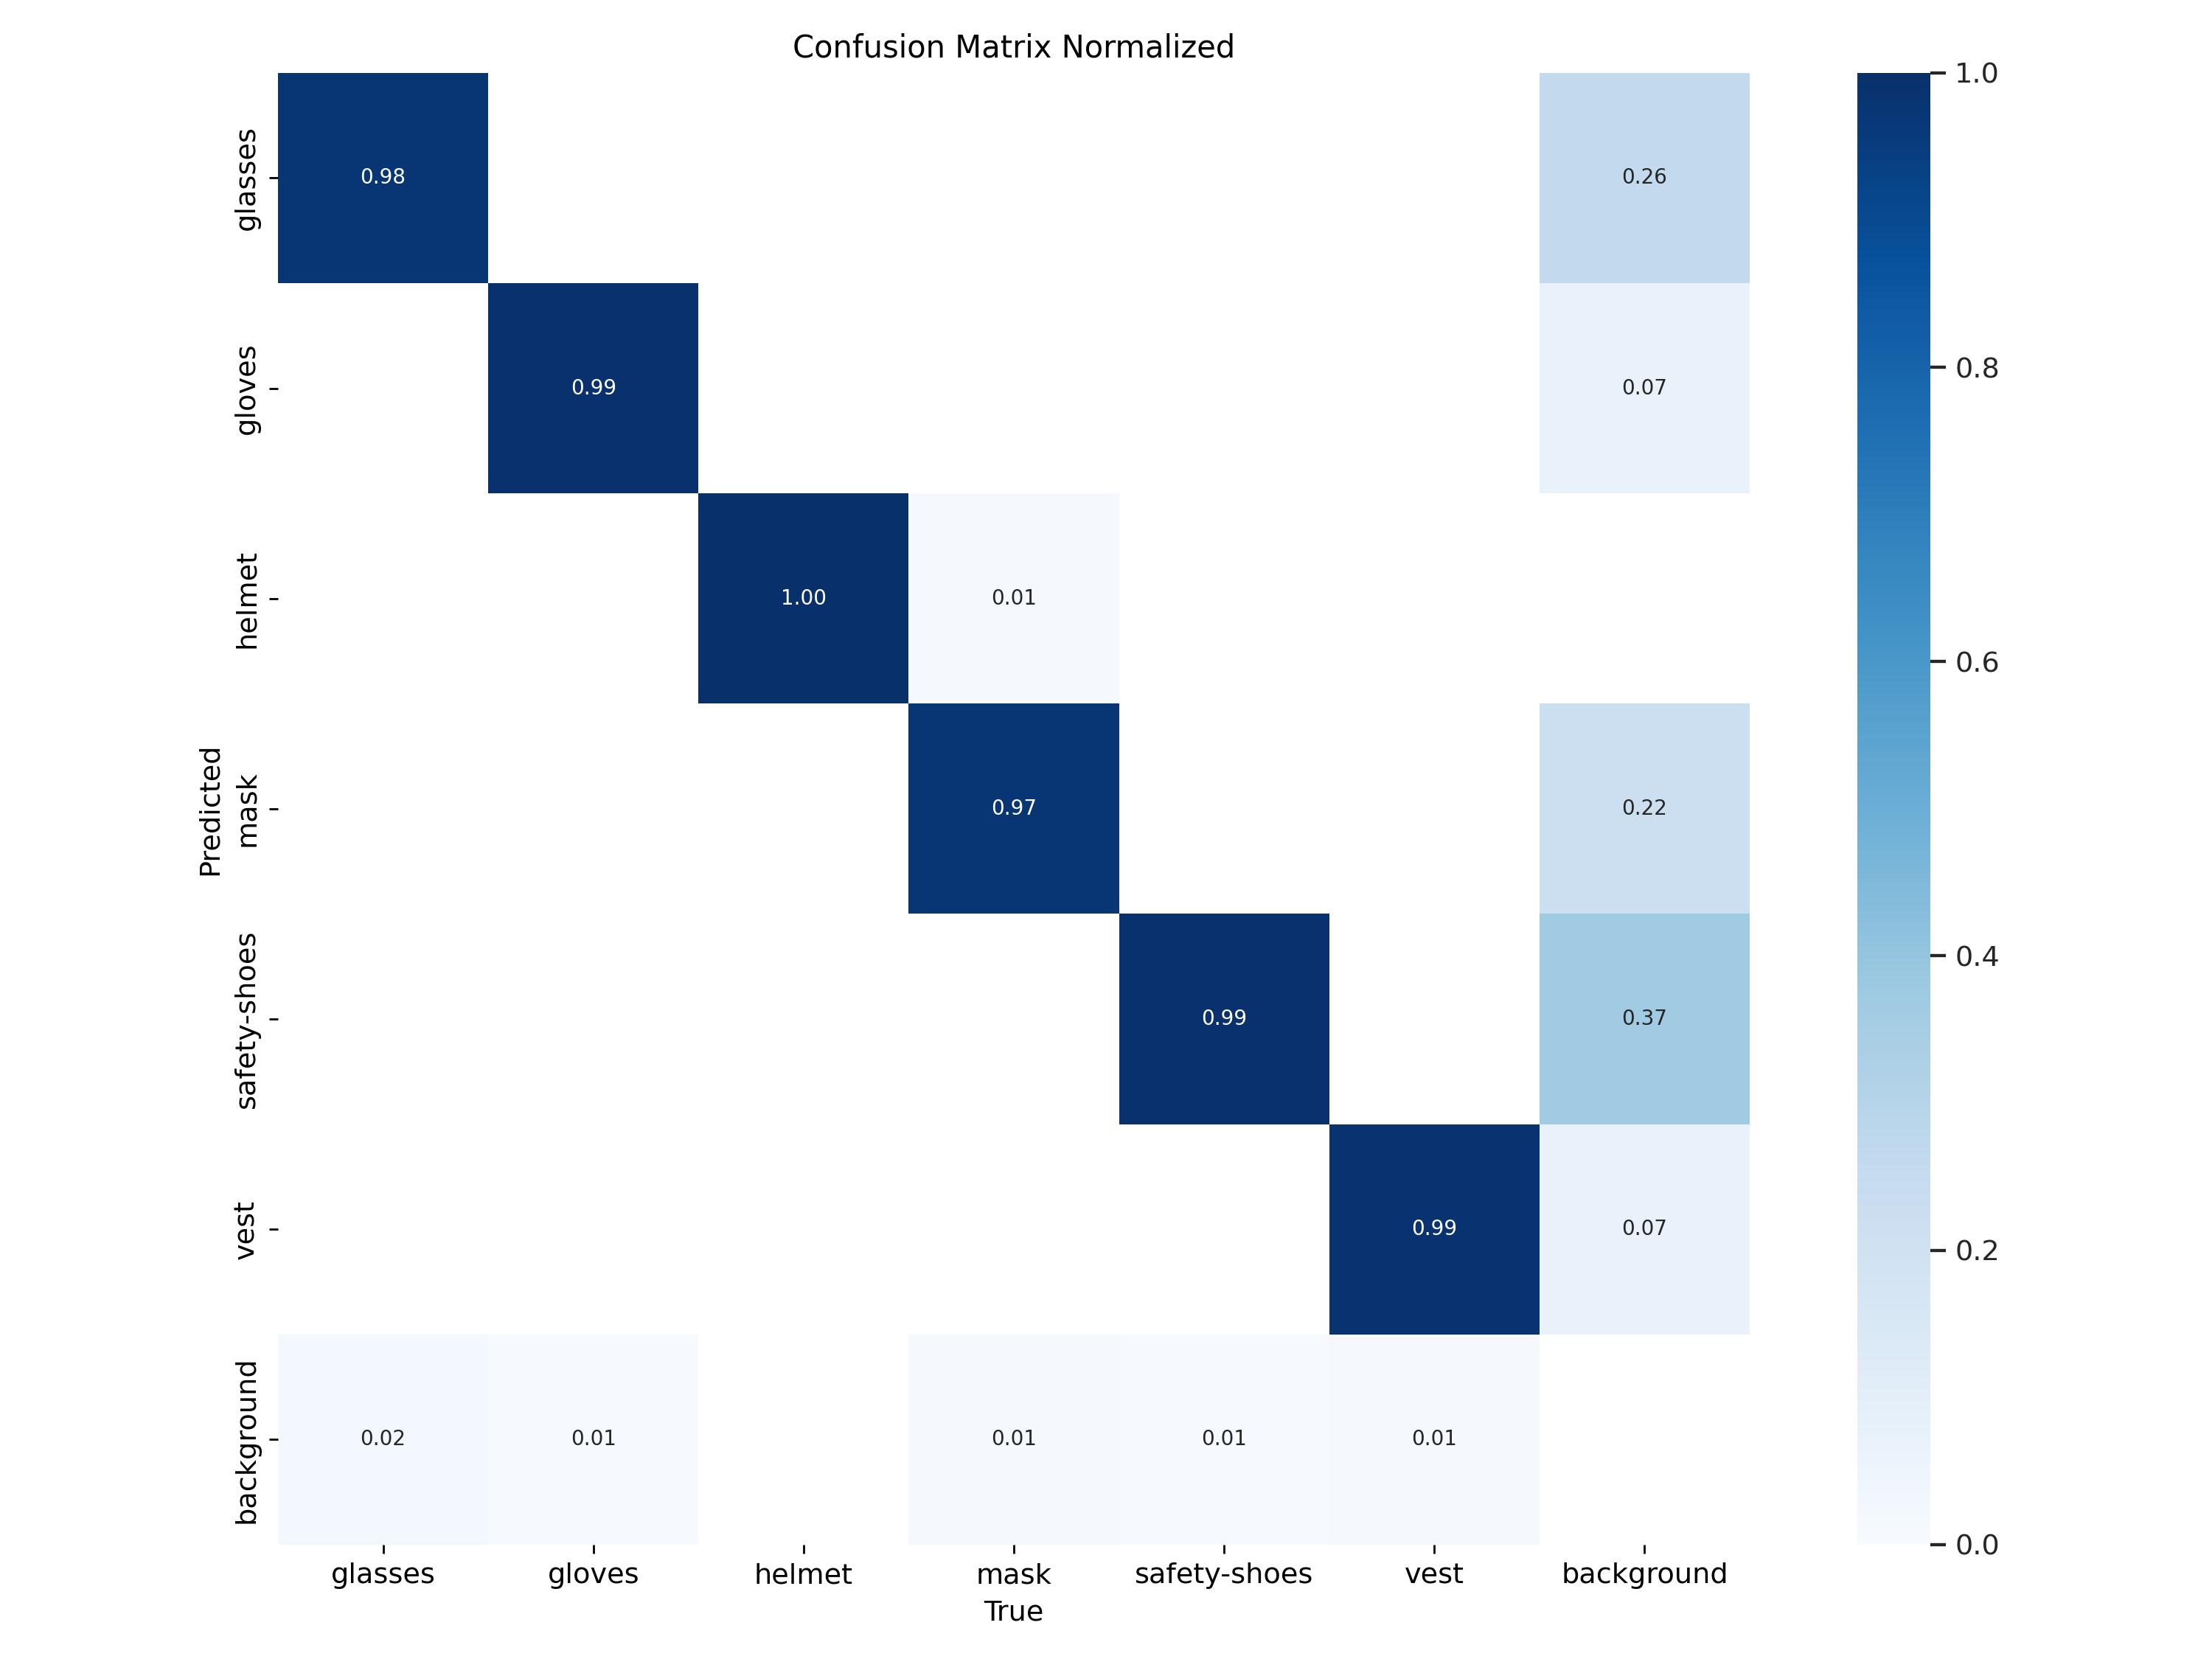 Confusion Matrix Normalized
1.0
glasses
0.98
0.26
gloves
0.99
0.07
0.8
helmet
1.00
0.01
0.6
Predicted
mask
0.97
0.22
0.4
safety-shoes
0.99
0.37
vest
0.99
0.07
0.2
background
0.02
0.01
0.01
0.01
0.01
0.0
glasses
gloves
helmet
mask
safety-shoes
vest
background
True